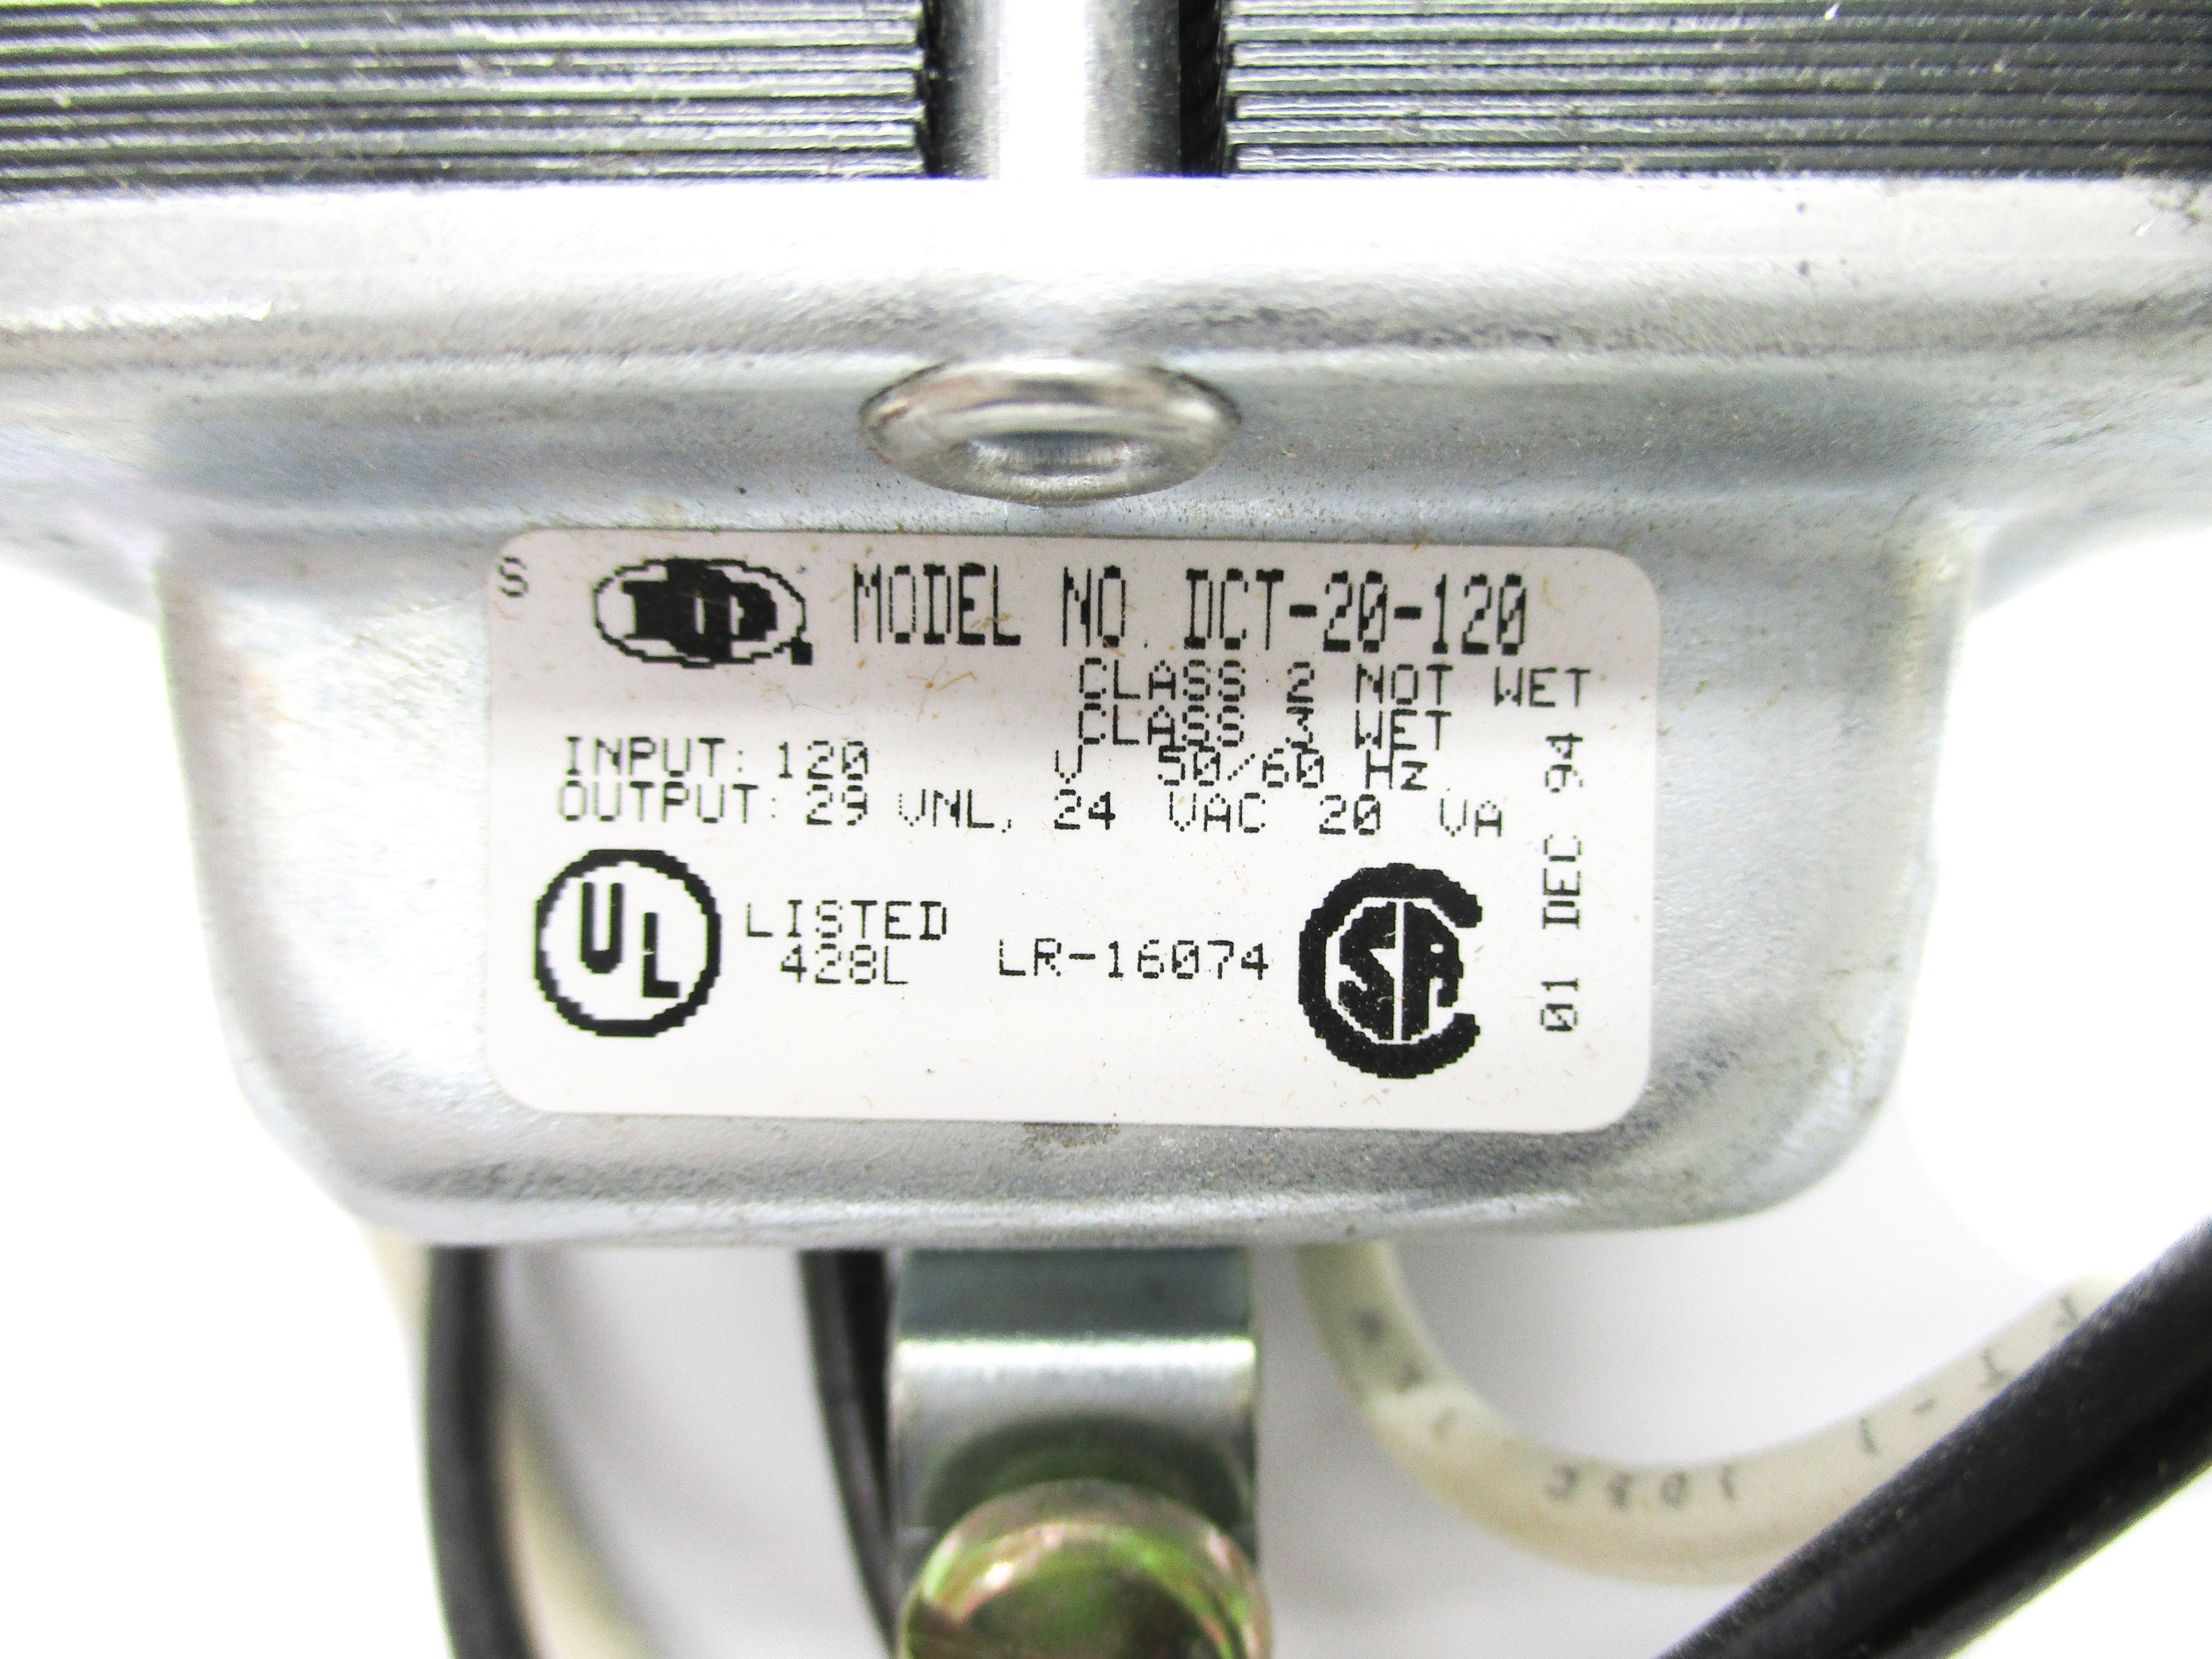 S MODEL NO. DCT-20-120
CLASS 2 NOT WET
CLASS 3 WET
INPUT: 120 V 50/60 Hz
OUTPUT: 29 VNL, 24 VAC 20 VA
UL LISTED
428L
LR-16074
SA
01 DEC 94